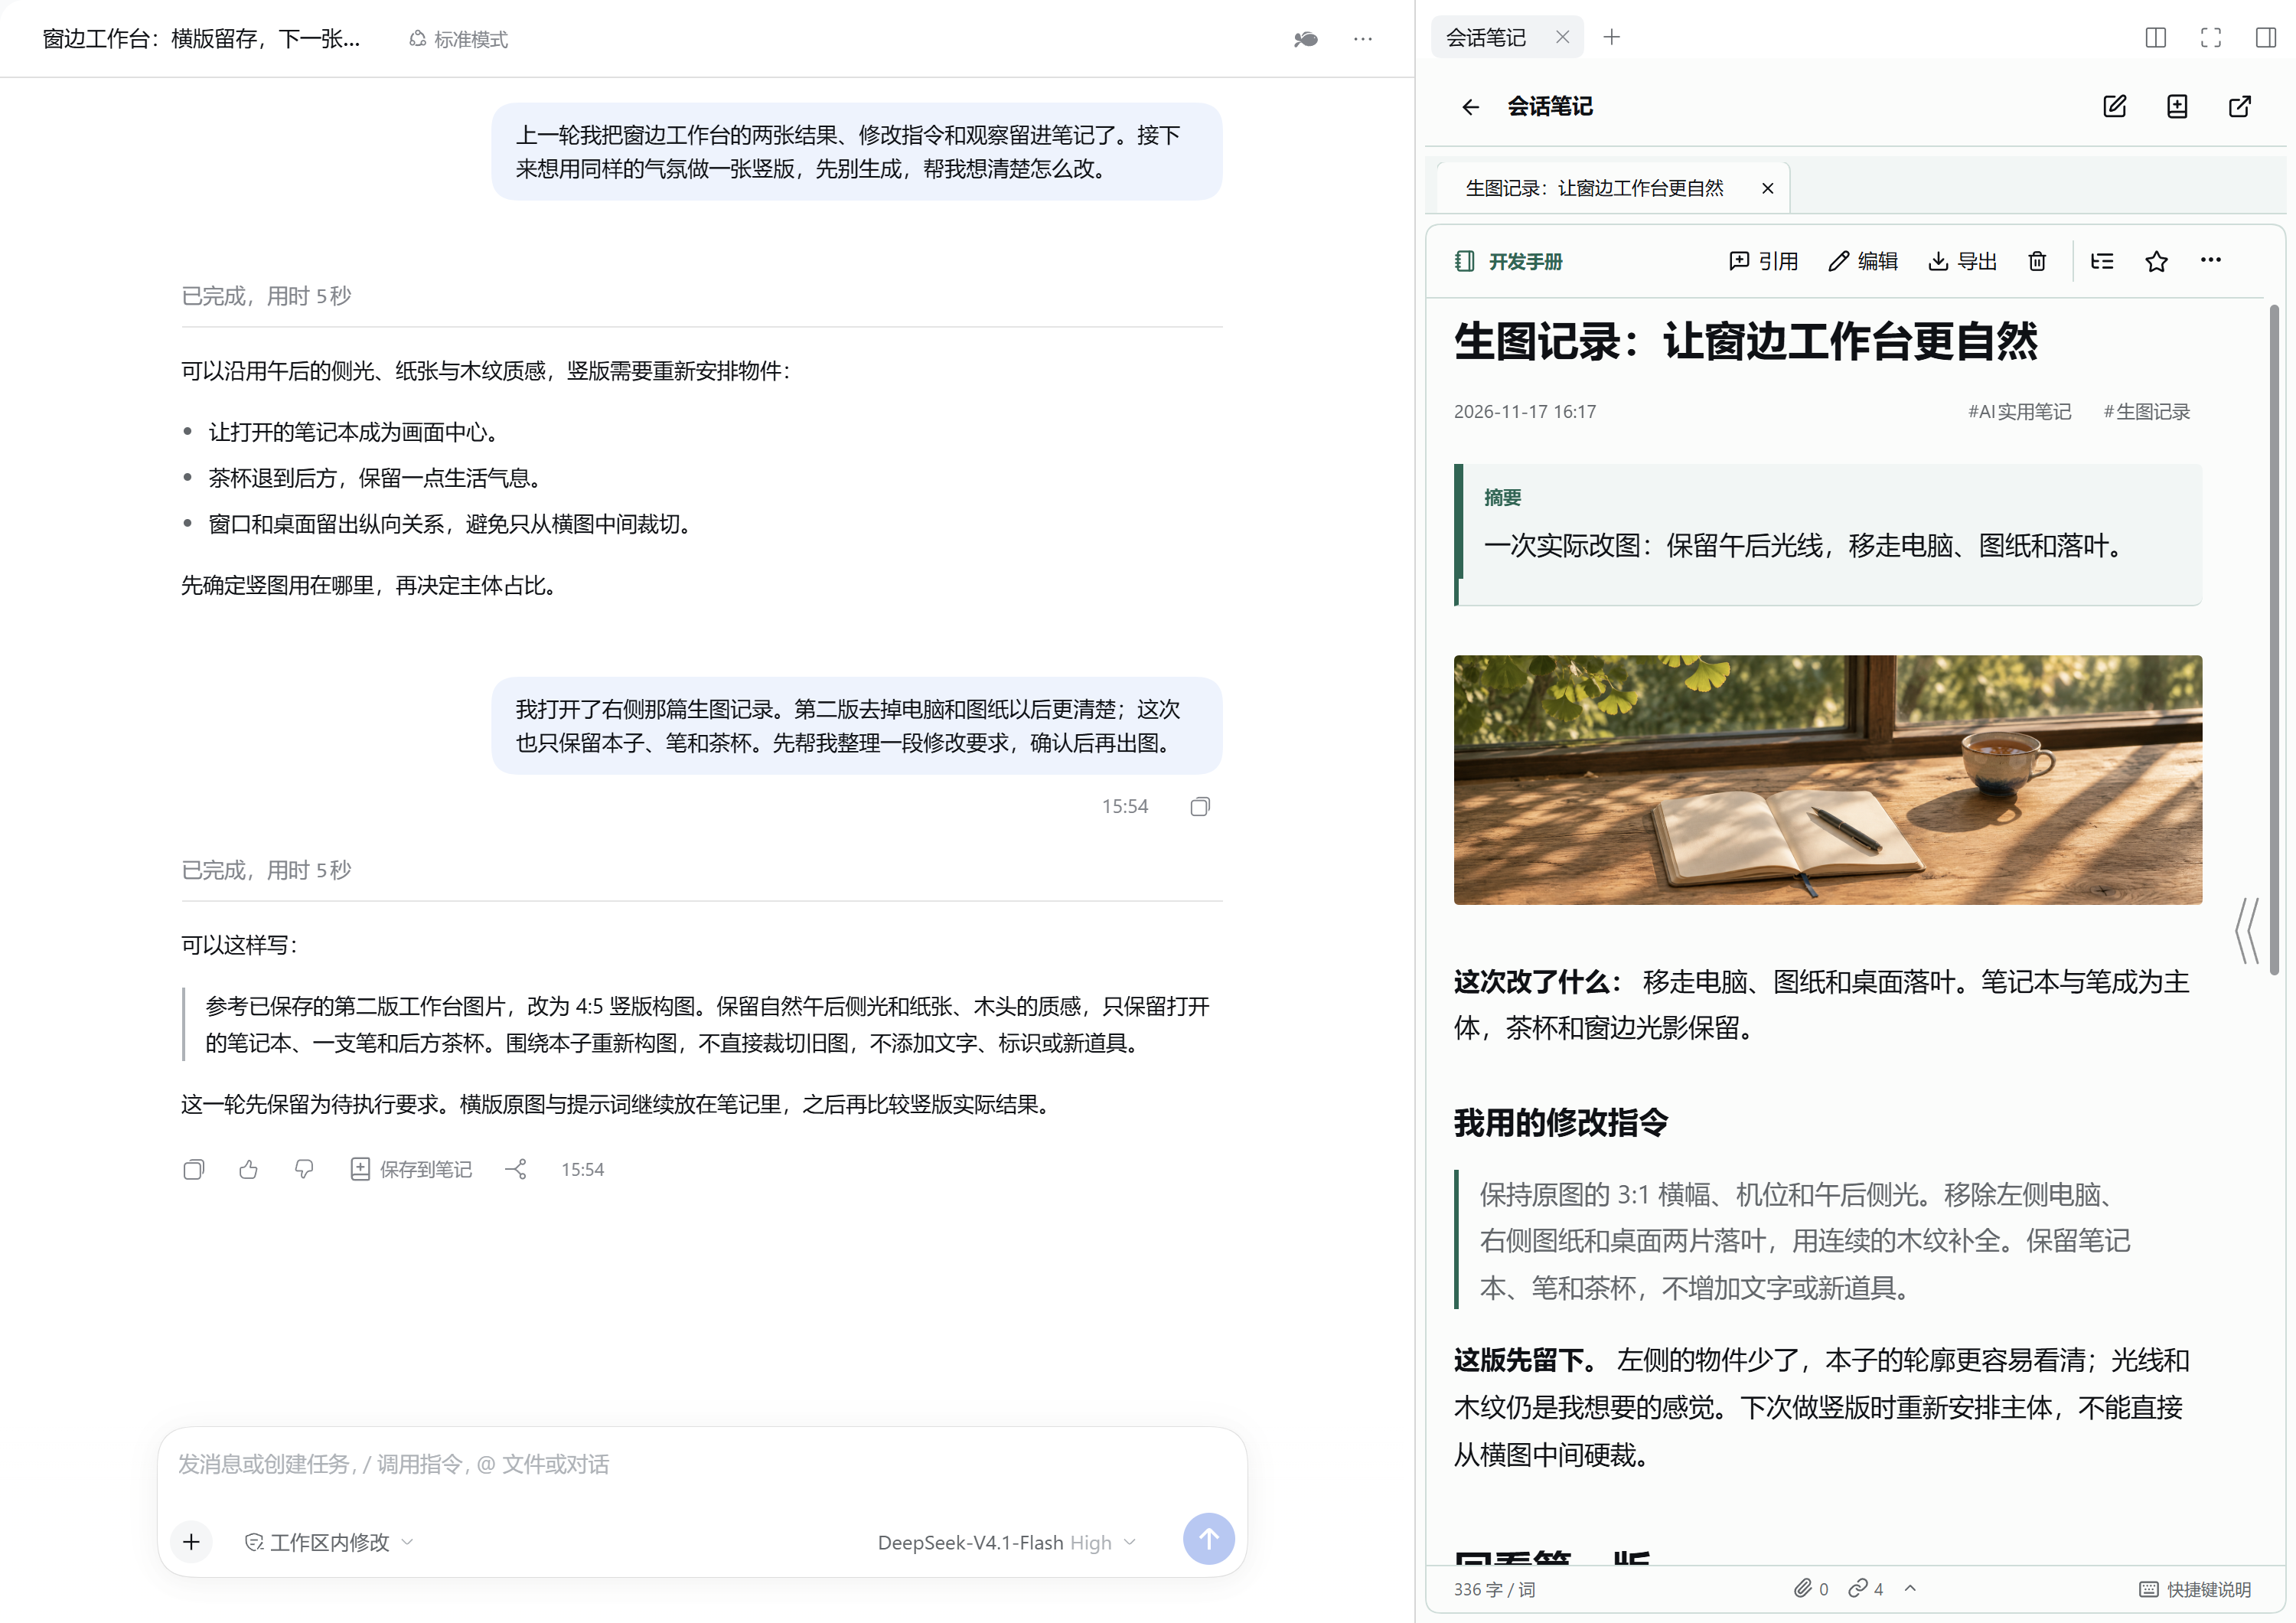 窗边工作台：横版留存，下一张...
标准模式
上一轮我把窗边工作台的两张结果、修改指令和观察留进笔记了。接下
来想用同样的气氛做一张竖版，先别生成，帮我想清楚怎么改。
已完成，用时 5 秒
可以沿用午后的侧光、纸张与木纹质感，竖版需要重新安排物件：
• 让打开的笔记本成为画面中心。
• 茶杯退到后方，保留一点生活气息。
• 窗口和桌面留出纵向关系，避免只从横图中间裁切。
先确定竖图用在哪里，再决定主体占比。
我打开了右侧那篇生图记录。第二版去掉电脑和图纸以后更清楚；这次
也只保留本子、笔和茶杯。先帮我整理一段修改要求，确认后再出图。
15:54
已完成，用时 5 秒
可以这样写：
参考已保存的第二版工作台图片，改为 4:5 竖版构图。保留自然午后侧光和纸张、木头的质感，只保留打开
的笔记本、一支笔和后方茶杯。围绕本子重新构图，不直接裁切旧图，不添加文字、标识或新道具。
这一轮先保留为待执行要求。横版原图与提示词继续放在笔记里，之后再比较竖版实际结果。
保存到笔记
15:54
发消息或创建任务, / 调用指令, @ 文件或对话
工作区内修改
DeepSeek-V4.1-Flash High
会话笔记
会话笔记
生图记录：让窗边工作台更自然
开发手册
引用
编辑
导出
生图记录：让窗边工作台更自然
2026-11-17 16:17
#AI实用笔记 #生图记录
摘要
一次实际改图：保留午后光线，移走电脑、图纸和落叶。
这次改了什么： 移走电脑、图纸和桌面落叶。笔记本与笔成为主
体，茶杯和窗边光影保留。
我用的修改指令
保持原图的 3:1 横幅、机位和午后侧光。移除左侧电脑、
右侧图纸和桌面两片落叶，用连续的木纹补全。保留笔记
本、笔和茶杯，不增加文字或新道具。
这版先留下。 左侧的物件少了，本子的轮廓更容易看清；光线和
木纹仍是我想要的感觉。下次做竖版时重新安排主体，不能直接
从横图中间硬裁。
336 字 / 词
0
4
快捷键说明